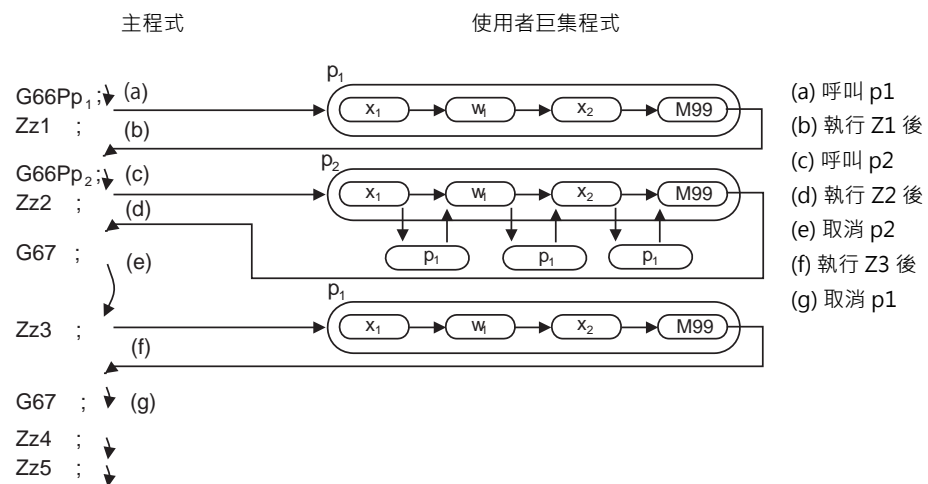 主程式 使用者巨集程式
p1
G66Pp1 ; (a) (a) 呼叫 p1
x1 w1 x2 M99
Zz1 ; (b) (b) 執行 Z1 後
p2
G66Pp2 ; (c) (c) 呼叫 p2
x1 w1 x2 M99
Zz2 ; (d) (d) 執行 Z2 後
p1 p1 p1
G67 ; (e) (e) 取消 p2
(f) 執行 Z3 後
p1
(g) 取消 p1
Zz3 ; x1 w1 x2 M99
(f)
G67 ; (g)
Zz4 ;
Zz5 ;